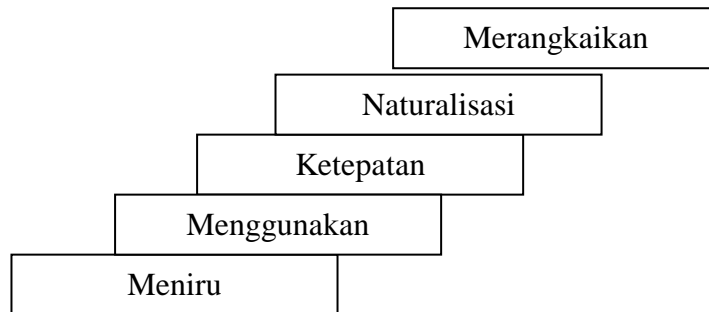 Merangkaikan
Naturalisasi
Ketepatan
Menggunakan
Meniru